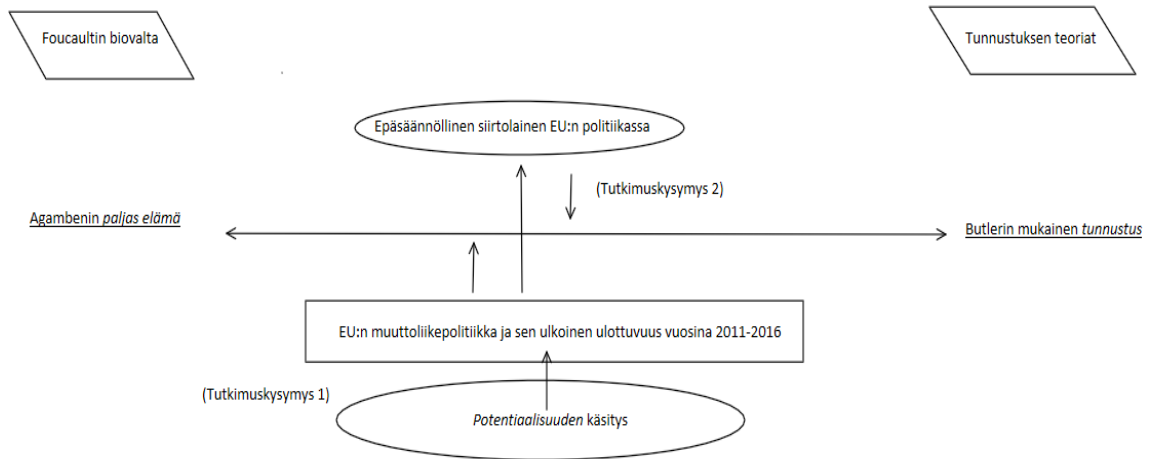 Foucaultin biovalta
Tunnustuksen teoriat
Epäsäännöllinen siirtolainen EU:n politiikassa
(Tutkimuskysymys 2)
Agambenin paljas elämä
Butlerin mukainen tunnustus
EU:n muuttoliikepolitiikka ja sen ulkoinen ulottuvuus vuosina 2011-2016
(Tutkimuskysymys 1)
Potentiaalisuuden käsitys